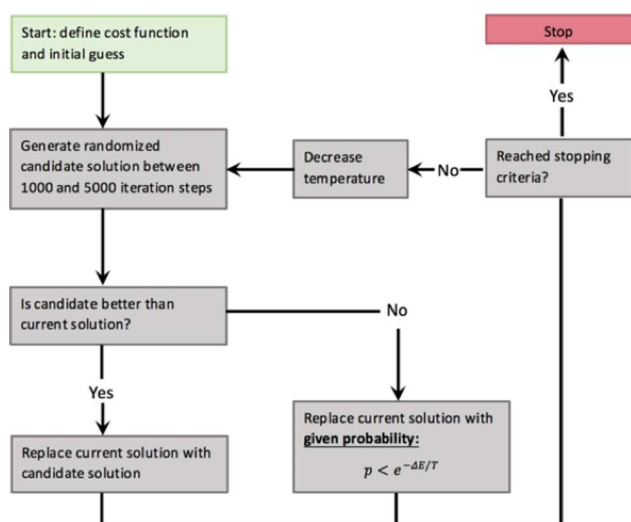 Start: define cost function
and initial guess
Stop
Yes
Generate randomized
candidate solution between
1000 and 5000 iteration steps
Decrease
temperature
No
Reached stopping
criteria?
Is candidate better than
current solution?
No
Yes
Replace current solution with
candidate solution
Replace current solution with
given probability:
p < e^{-ΔE/T}